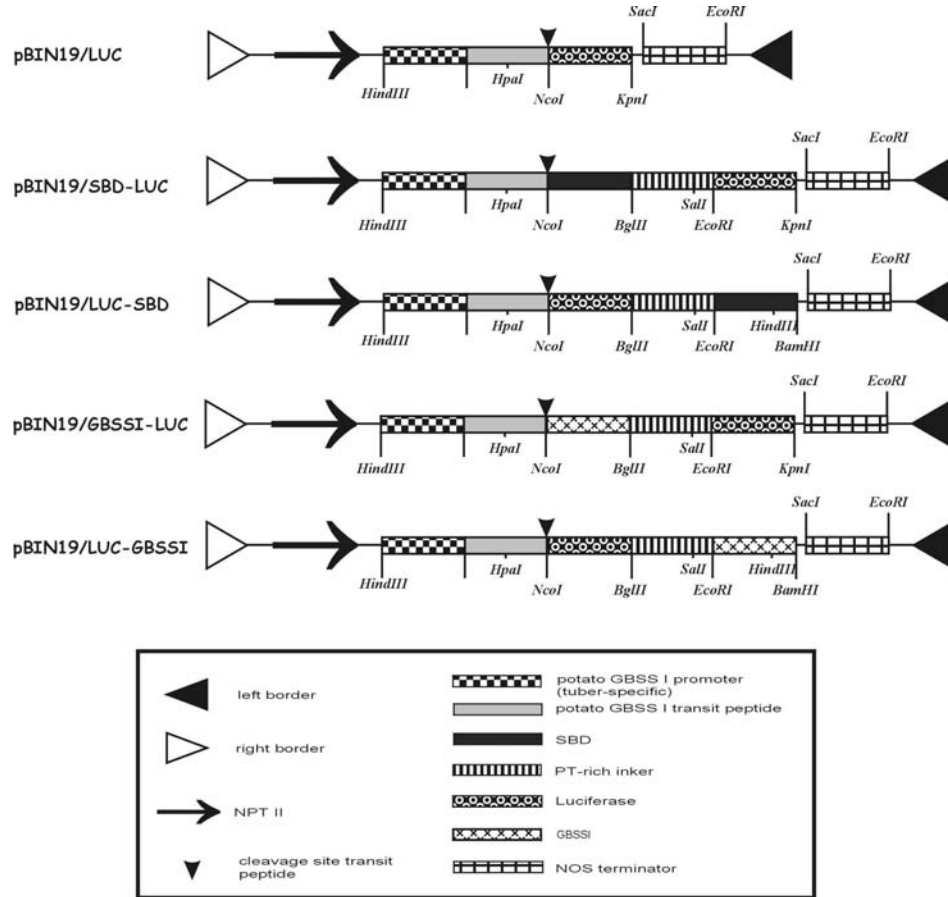 SacI EcoRI
pBIN19/LUC
HpaI
HindIII NcoI KpnI
SacI EcoRI
pBIN19/SBD-LUC
HpaI SalI
HindIII NcoI BglII EcoRI KpnI
SacI EcoRI
pBIN19/LUC-SBD
HpaI SalI HindIII
HindIII NcoI BglII EcoRI BamHI
SacI EcoRI
pBIN19/GBSSI-LUC
HpaI SalI
HindIII NcoI BglII EcoRI KpnI
SacI EcoRI
pBIN19/LUC-GBSSI
HpaI SalI HindIII
HindIII NcoI BglII EcoRI BamHI
left border
right border
NPT II
cleavage site transit
peptide
potato GBSS I promoter
(tuber-specific)
potato GBSS I transit peptide
SBD
PT-rich inker
Luciferase
GBSSI
NOS terminator